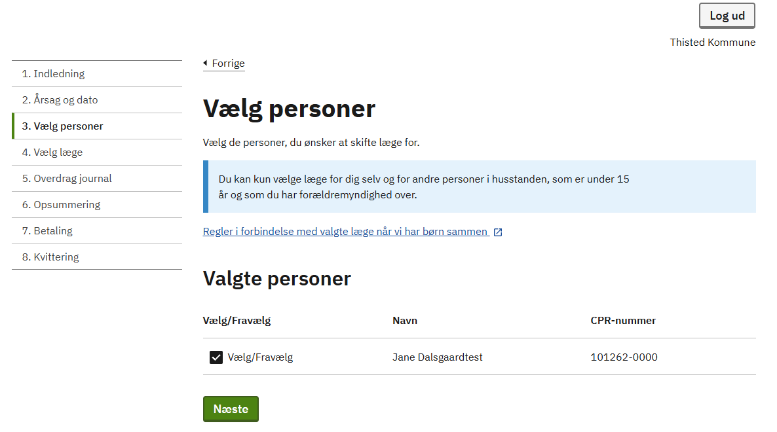 Log ud
Thisted Kommune
1. Indledning
2. Årsag og dato
3. Vælg personer
4. Vælg læge
5. Overdrag journal
6. Opsummering
7. Betaling
8. Kvittering
Forrige
Vælg personer
Vælg de personer, du ønsker at skifte læge for.
Du kan kun vælge læge for dig selv og for andre personer i husstanden, som er under 15
år og som du har forældremyndighed over.
Regler i forbindelse med valgte læge når vi har børn sammen
Valgte personer
Vælg/Fravælg Navn CPR-nummer
Vælg/Fravælg Jane Dalsgaardtest 101262-0000
Næste